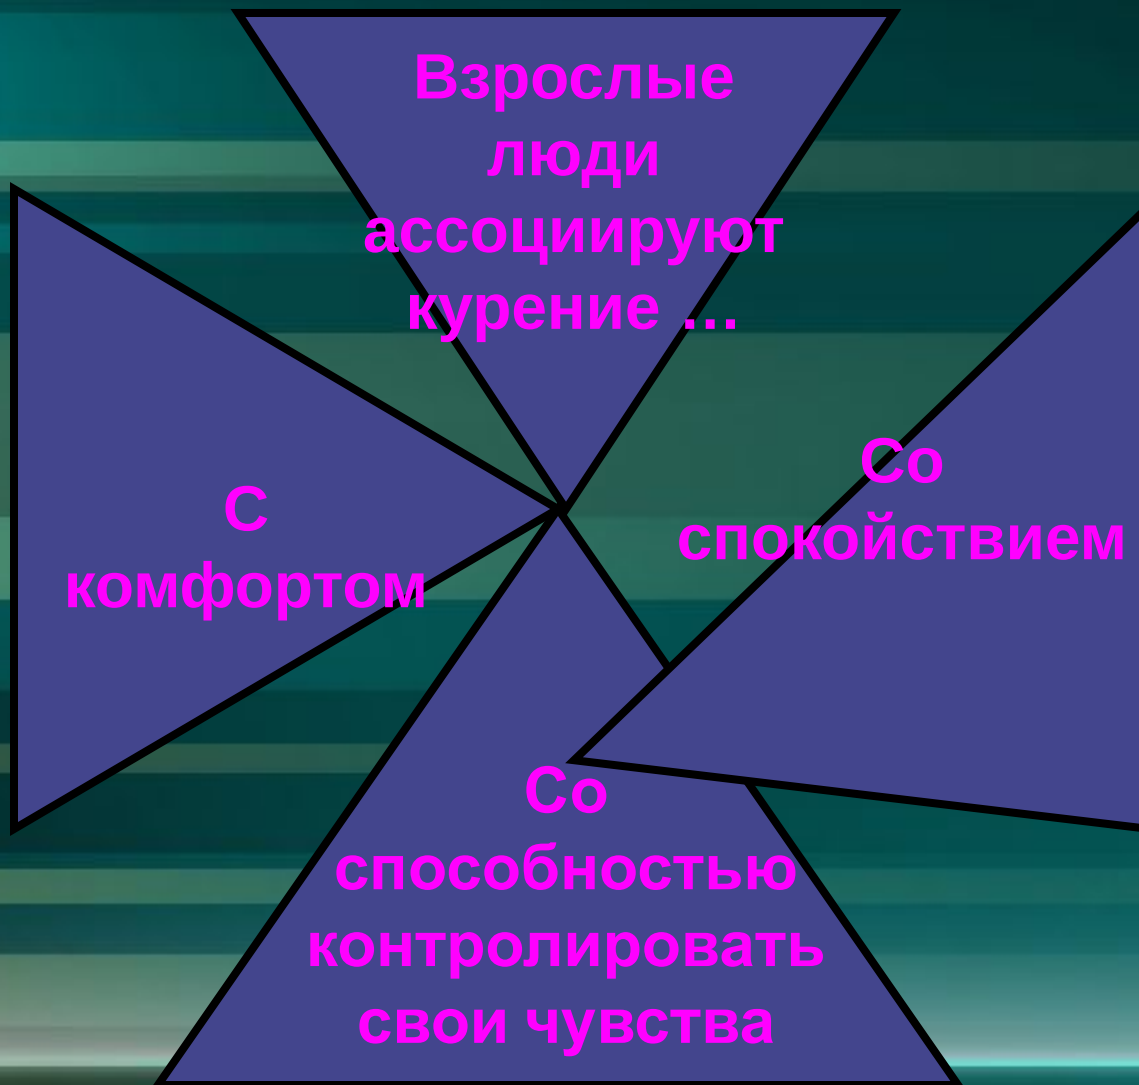 Взрослые
люди
ассоциируют
курение ...
С
комфортом
Со
спокойствием
Со
способностью
контролировать
свои чувства